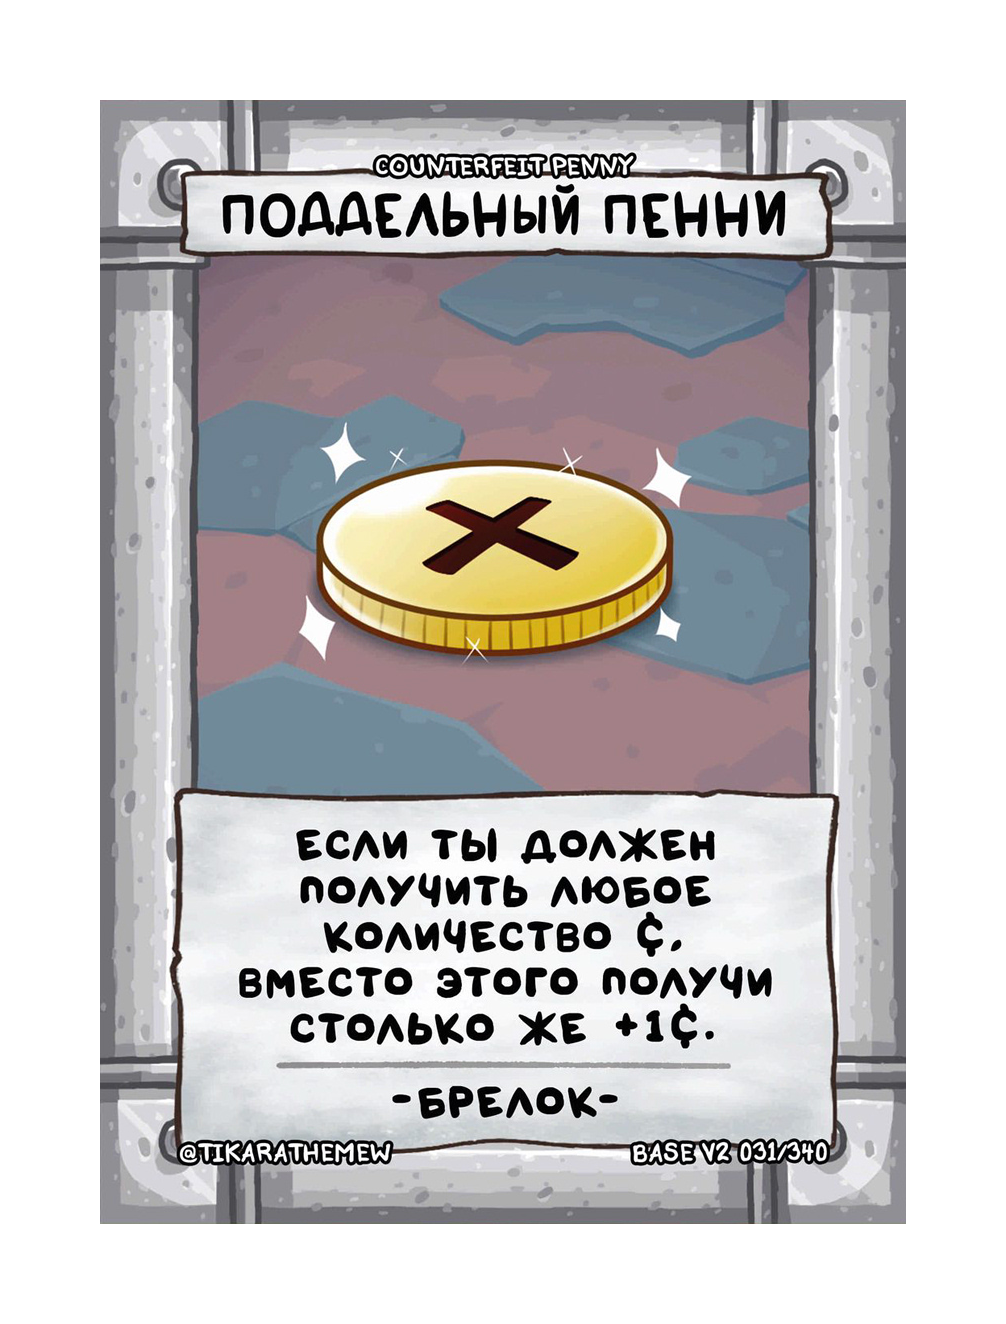 COUNTERFEIT PENNY
ПОДДЕЛЬНЫЙ ПЕННИ
ЕСЛИ ТЫ ДОЛЖЕН
ПОЛУЧИТЬ ЛЮБОЕ
КОЛИЧЕСТВО ₵,
ВМЕСТО ЭТОГО ПОЛУЧИ
СТОЛЬКО ЖЕ +1₵.
-БРЕЛОК-
@TIKARATHEMEW
BASE V2 031/340